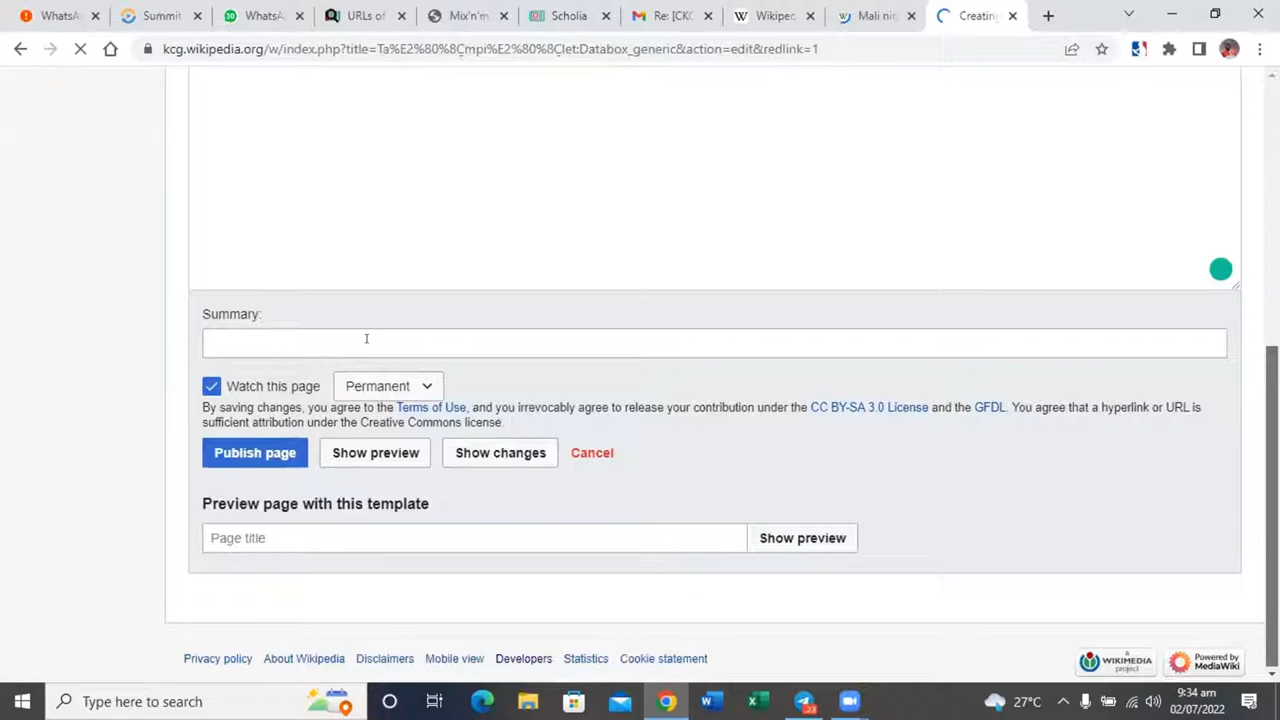 WhatsA
Summit
WhatsA
URLs of
Mix'n'm
Scholia
Re: [CKC
Wikipec
Mali nin
Creating
kcg.wikipedia.org/w/index.php?title=Ta%E2%80%8Çmpi%E2%80%8Çlet:Databox_generic&action=edit&redlink=1
Summary:
Watch this page
Permanent
By saving changes, you agree to the Terms of Use, and you irrevocably agree to release your contribution under the CC BY-SA 3.0 License and the GFDL. You agree that a hyperlink or URL is
sufficient attribution under the Creative Commons license.
Publish page
Show preview
Show changes
Cancel
Preview page with this template
Page title
Show preview
Privacy policy
About Wikipedia
Disclaimers
Mobile view
Developers
Statistics
Cookie statement
A
WIKIMEDIA
project
Powered by
MediaWiki
Type here to search
27°C
9:34 am
02/07/2022